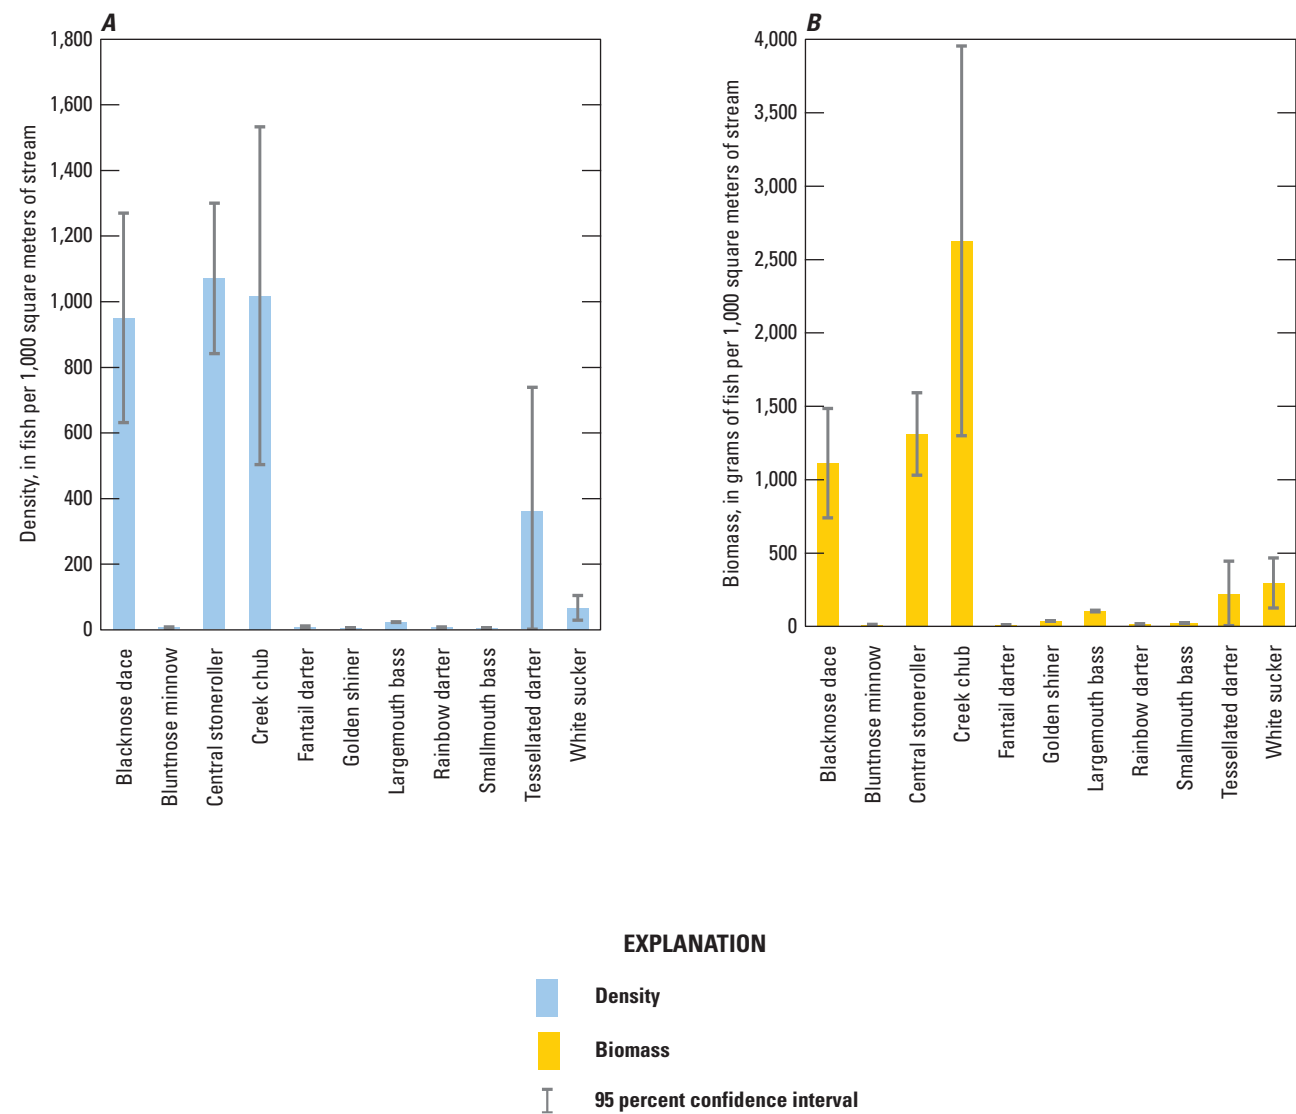 A
1,800
1,600
1,400
1,200
1,000
800
600
400
200
0
Density, in fish per 1,000 square meters of stream
Blacknose dace
Bluntnose minnow
Central stoneroller
Creek chub
Fantail darter
Golden shiner
Largemouth bass
Rainbow darter
Smallmouth bass
Tessellated darter
White sucker
B
4,000
3,500
3,000
2,500
2,000
1,500
1,000
500
0
Biomass, in grams of fish per 1,000 square meters of stream
Blacknose dace
Bluntnose minnow
Central stoneroller
Creek chub
Fantail darter
Golden shiner
Largemouth bass
Rainbow darter
Smallmouth bass
Tessellated darter
White sucker
EXPLANATION
Density
Biomass
95 percent confidence interval